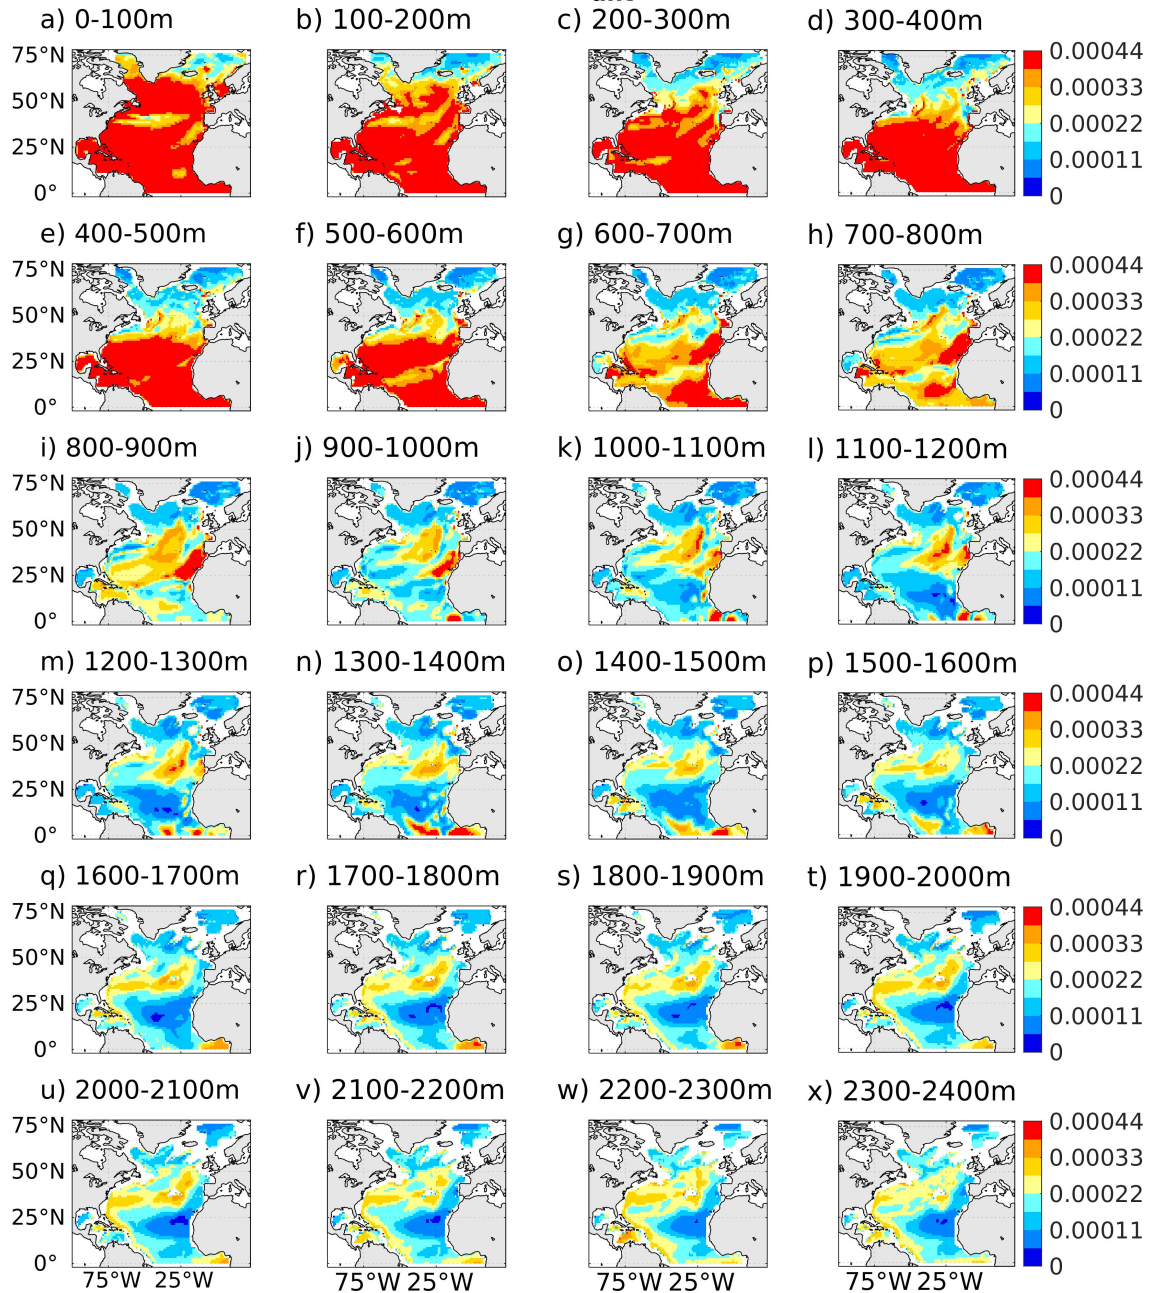 a) 0-100m b) 100-200m c) 200-300m d) 300-400m
75°N 0.00044
50°N 0.00033
0.00022
25°N 0.00011
0° 0
e) 400-500m f) 500-600m g) 600-700m h) 700-800m
75°N 0.00044
50°N 0.00033
0.00022
25°N 0.00011
0° 0
i) 800-900m j) 900-1000m k) 1000-1100m l) 1100-1200m
75°N 0.00044
50°N 0.00033
0.00022
25°N 0.00011
0° 0
m) 1200-1300m n) 1300-1400m o) 1400-1500m p) 1500-1600m
75°N 0.00044
50°N 0.00033
0.00022
25°N 0.00011
0° 0
q) 1600-1700m r) 1700-1800m s) 1800-1900m t) 1900-2000m
75°N 0.00044
50°N 0.00033
0.00022
25°N 0.00011
0° 0
u) 2000-2100m v) 2100-2200m w) 2200-2300m x) 2300-2400m
75°N 0.00044
50°N 0.00033
0.00022
25°N 0.00011
0° 0
75°W 25°W 75°W 25°W 75°W 25°W 75°W 25°W